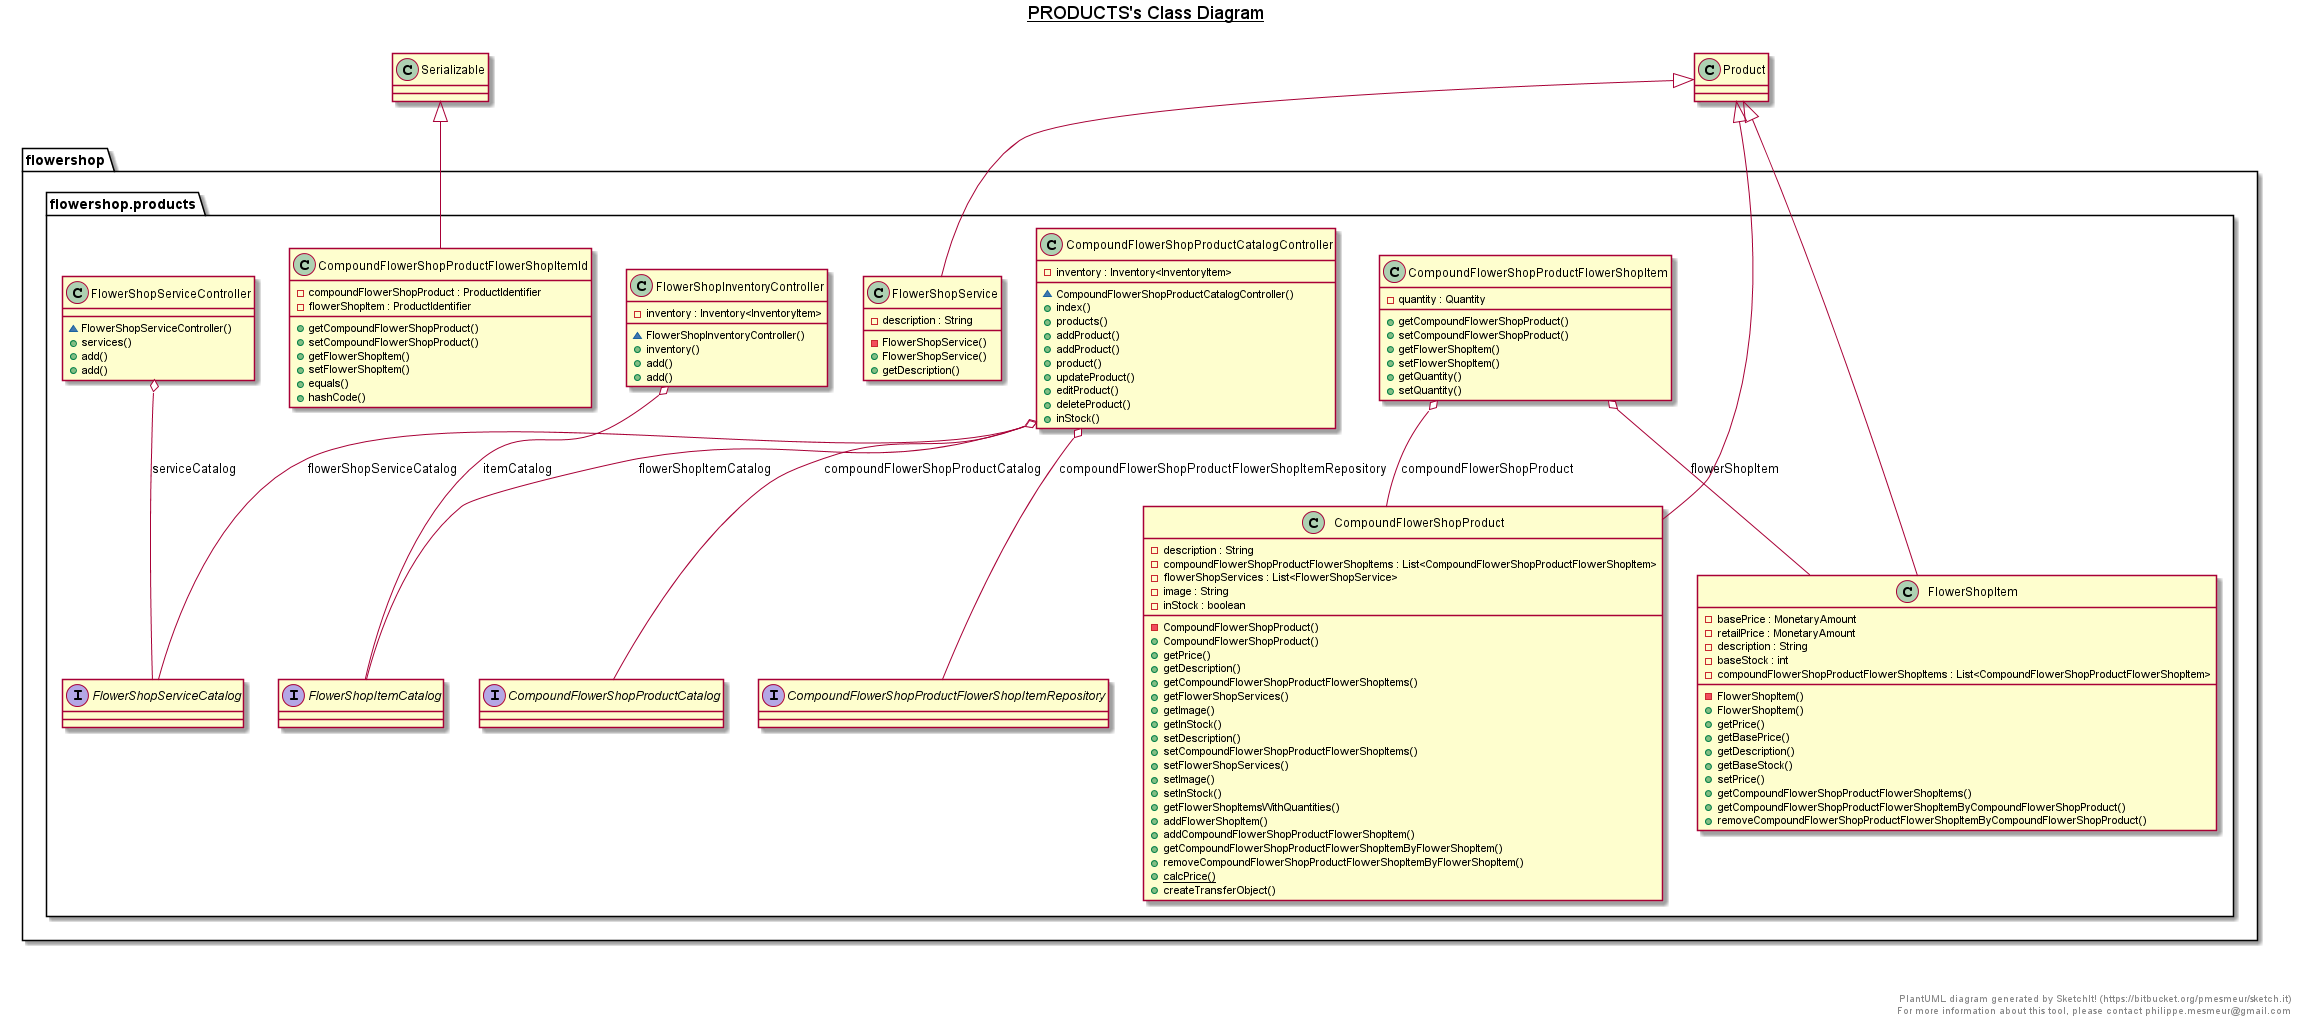 PRODUCTS's Class Diagram
C Serializable
C Product
flowershop
flowershop.products
C FlowerShopServiceController
FlowerShopServiceController()
services()
add()
add()
C CompoundFlowerShopProductFlowerShopItemId
compoundFlowerShopProduct : ProductIdentifier
flowerShopItem : ProductIdentifier
getCompoundFlowerShopProduct()
setCompoundFlowerShopProduct()
getFlowerShopItem()
setFlowerShopItem()
equals()
hashCode()
C FlowerShopInventoryController
inventory : Inventory<InventoryItem>
FlowerShopInventoryController()
inventory()
add()
add()
C FlowerShopService
description : String
FlowerShopService()
FlowerShopService()
getDescription()
C CompoundFlowerShopProductCatalogController
inventory : Inventory<InventoryItem>
CompoundFlowerShopProductCatalogController()
index()
products()
addProduct()
addProduct()
product()
updateProduct()
editProduct()
deleteProduct()
inStock()
C CompoundFlowerShopProductFlowerShopItem
quantity : Quantity
getCompoundFlowerShopProduct()
setCompoundFlowerShopProduct()
getFlowerShopItem()
setFlowerShopItem()
getQuantity()
setQuantity()
serviceCatalog
flowerShopServiceCatalog
itemCatalog
flowerShopItemCatalog
compoundFlowerShopProductCatalog
compoundFlowerShopProductFlowerShopItemRepository
compoundFlowerShopProduct
flowerShopItem
I FlowerShopServiceCatalog
I FlowerShopItemCatalog
I CompoundFlowerShopProductCatalog
I CompoundFlowerShopProductFlowerShopItemRepository
C CompoundFlowerShopProduct
description : String
compoundFlowerShopProductFlowerShopItems : List<CompoundFlowerShopProductFlowerShopItem>
flowerShopServices : List<FlowerShopService>
image : String
inStock : boolean
CompoundFlowerShopProduct()
CompoundFlowerShopProduct()
getPrice()
getDescription()
getCompoundFlowerShopProductFlowerShopItems()
getFlowerShopServices()
getImage()
getInStock()
setDescription()
setCompoundFlowerShopProductFlowerShopItems()
setFlowerShopServices()
setImage()
setInStock()
getFlowerShopItemsWithQuantities()
addFlowerShopItem()
addCompoundFlowerShopProductFlowerShopItem()
getCompoundFlowerShopProductFlowerShopItemByFlowerShopItem()
removeCompoundFlowerShopProductFlowerShopItemByFlowerShopItem()
calcPrice()
createTransferObject()
C FlowerShopItem
basePrice : MonetaryAmount
retailPrice : MonetaryAmount
description : String
baseStock : int
compoundFlowerShopProductFlowerShopItems : List<CompoundFlowerShopProductFlowerShopItem>
FlowerShopItem()
FlowerShopItem()
getPrice()
getBasePrice()
getDescription()
getBaseStock()
setPrice()
getCompoundFlowerShopProductFlowerShopItems()
getCompoundFlowerShopProductFlowerShopItemByCompoundFlowerShopProduct()
removeCompoundFlowerShopProductFlowerShopItemByCompoundFlowerShopProduct()
PlantUML diagram generated by SketchIt! (https://bitbucket.org/pmesmeur/sketch.it)
For more information about this tool, please contact philippe.mesmeur@gmail.com